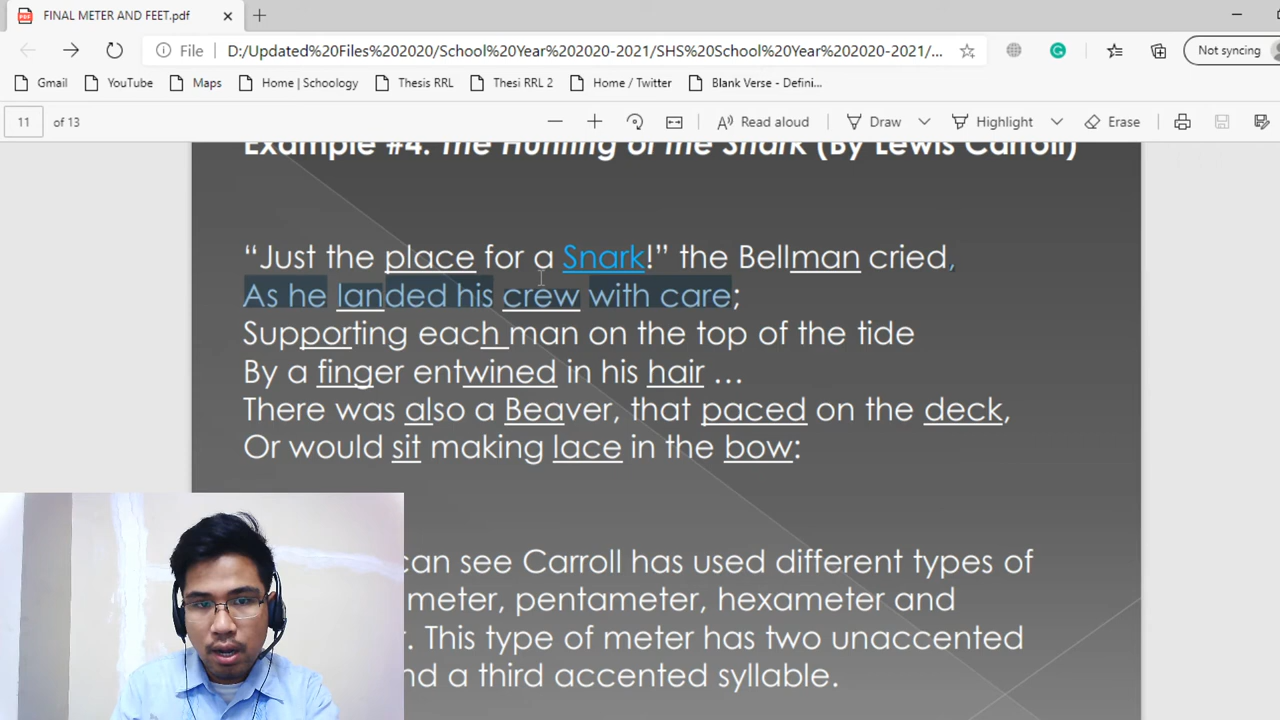 FINAL METER AND FEET.pdf
File D:/Updated%20Files%202020/School%20Year%202020-2021/SHS%20School%20Year%202020-2021/... Not syncing
Gmail YouTube Maps Home | Schoology Thesis RRL Thesi RRL 2 Home / Twitter Blank Verse - Defini...
11 of 13 Read aloud Draw Highlight Erase
Example #4. The Hunting of the Snark (By Lewis Carroll)
“Just the place for a Snark!” the Bellman cried,
As he landed his crew with care;
Supporting each man on the top of the tide
By a finger entwined in his hair …
There was also a Beaver, that paced on the deck,
Or would sit making lace in the bow:
can see Carroll has used different types of
meter, pentameter, hexameter and
. This type of meter has two unaccented
nd a third accented syllable.